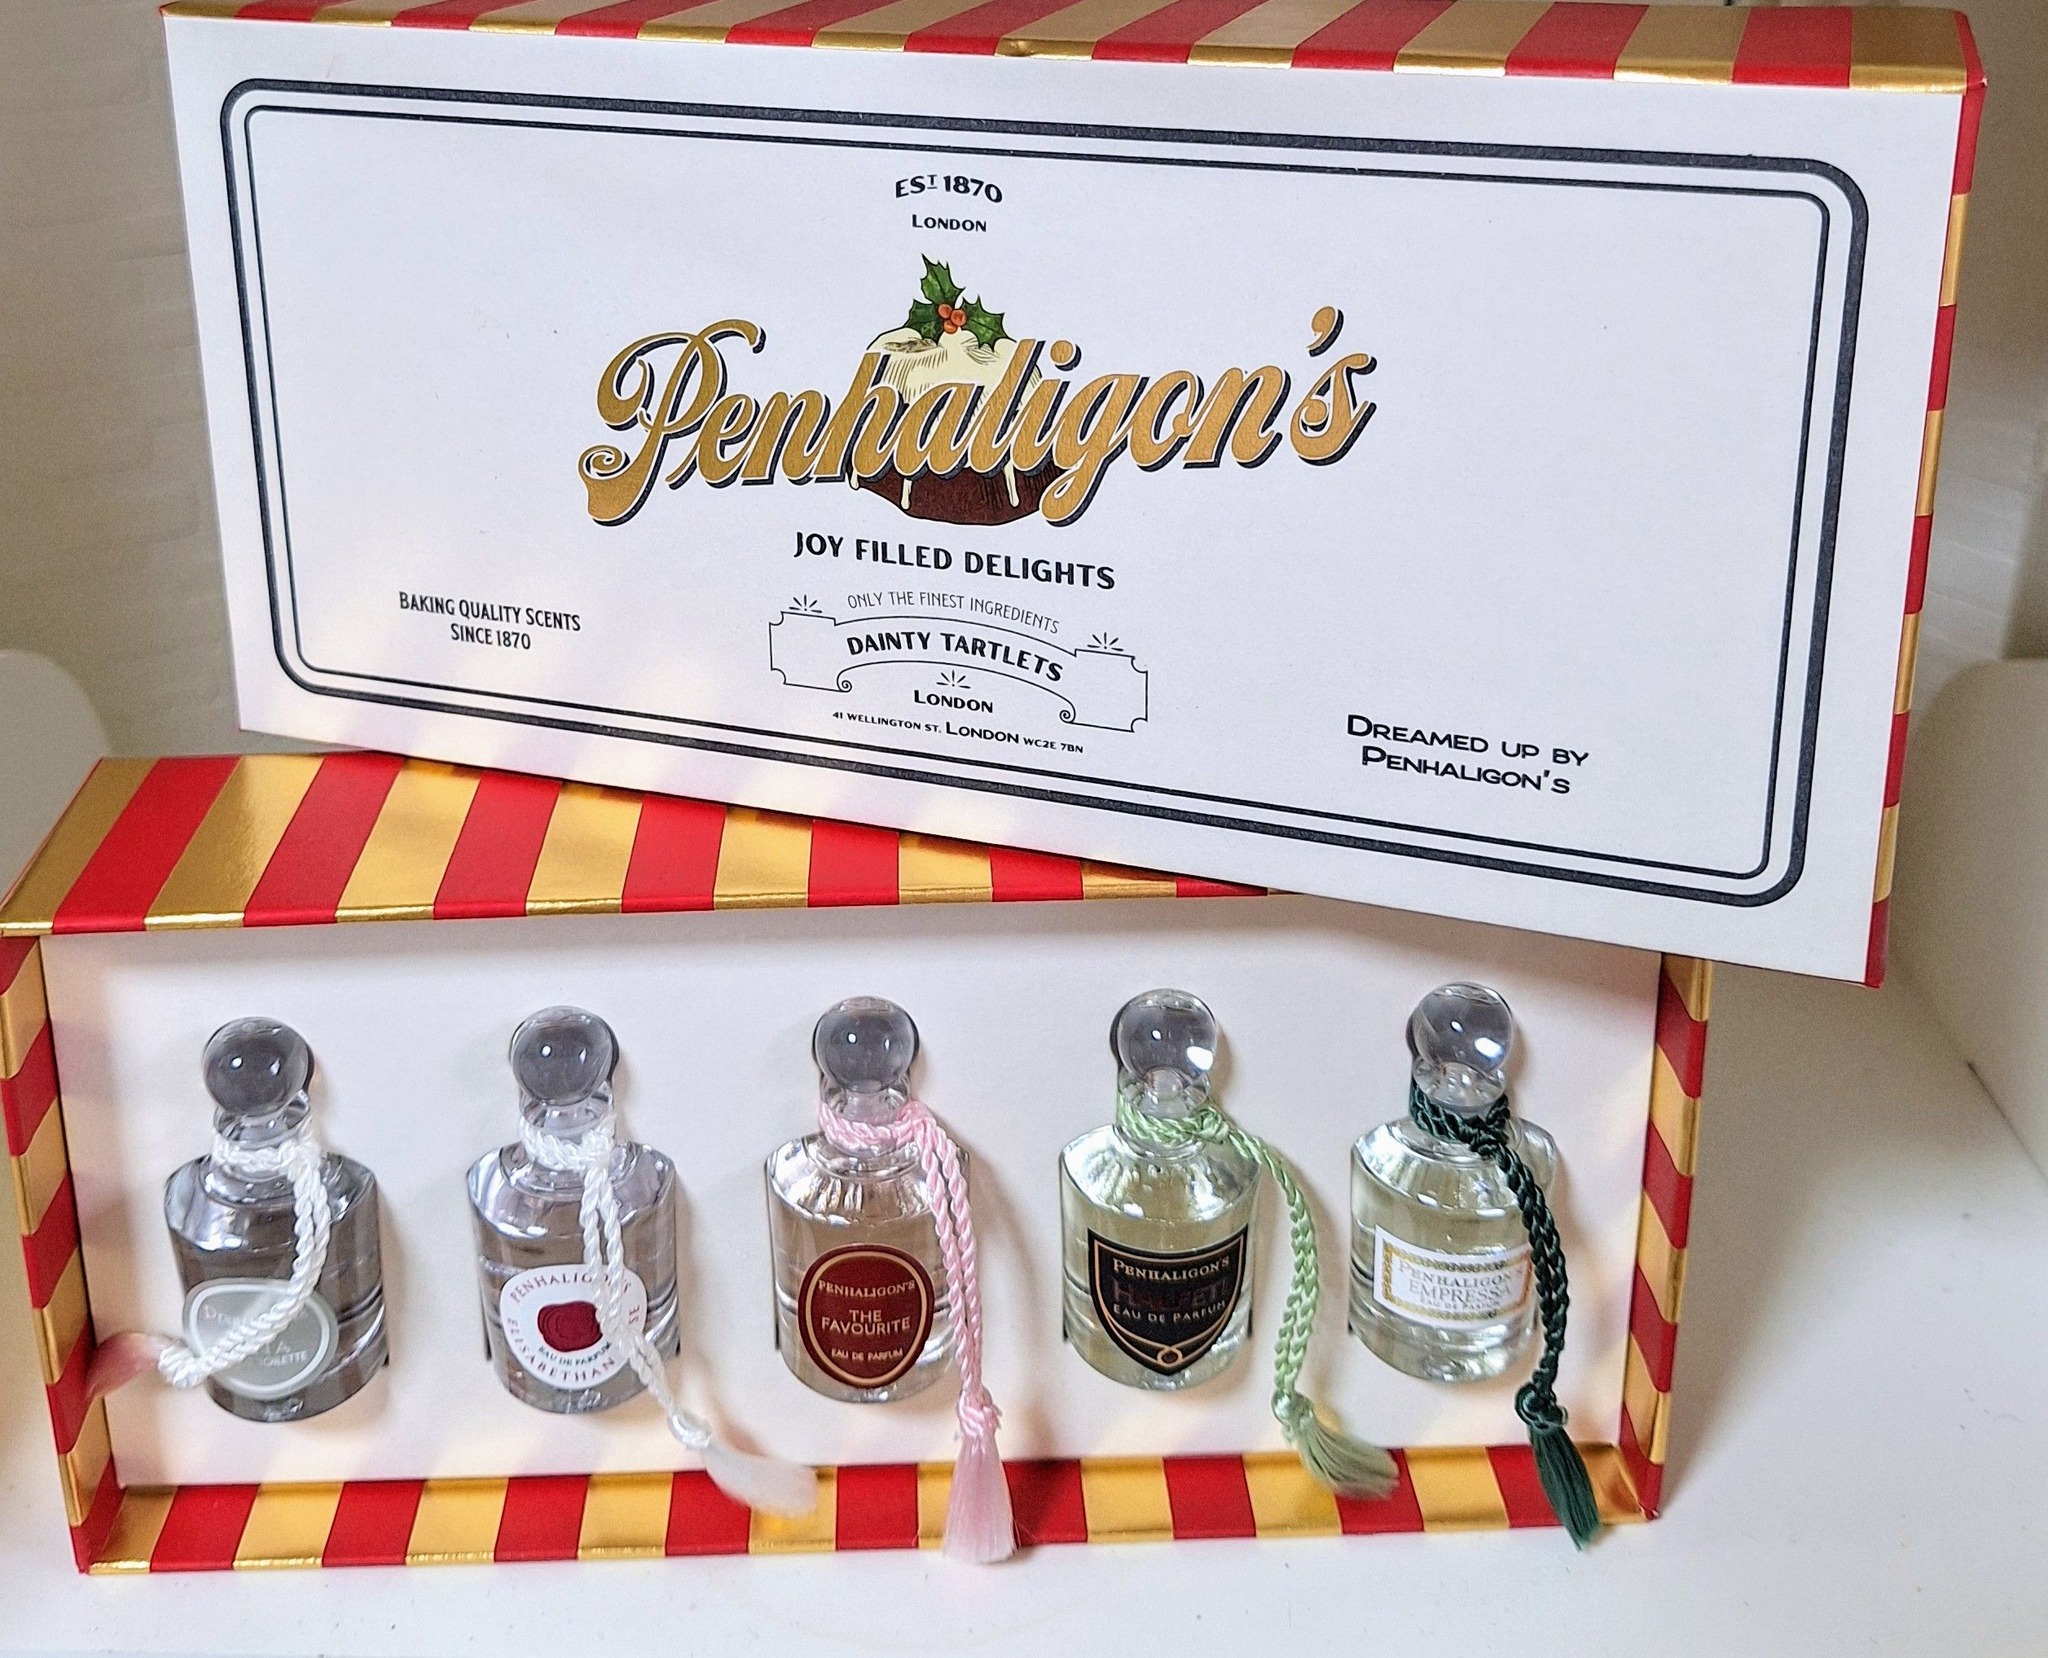 EST 1870
LONDON
Penhaligon's
JOY FILLED DELIGHTS
ONLY THE FINEST INGREDIENTS
DAINTY TARTLETS
LONDON
41 WELLINGTON ST. LONDON WC2E 7BN
BAKING QUALITY SCENTS
SINCE 1870
DREAMED UP BY
PENHALIGON'S
PENHALIGON'S
ELISABETHAN
SE
EAU DE PARFUM
PENHALIGON'S
THE
FAVOURITE
EAU DE PARFUM
PENHALIGON'S
HALFETI
EAU DE PARFUM
PENHALIGON'S
EMPRESSA
EAU DE PARFUM